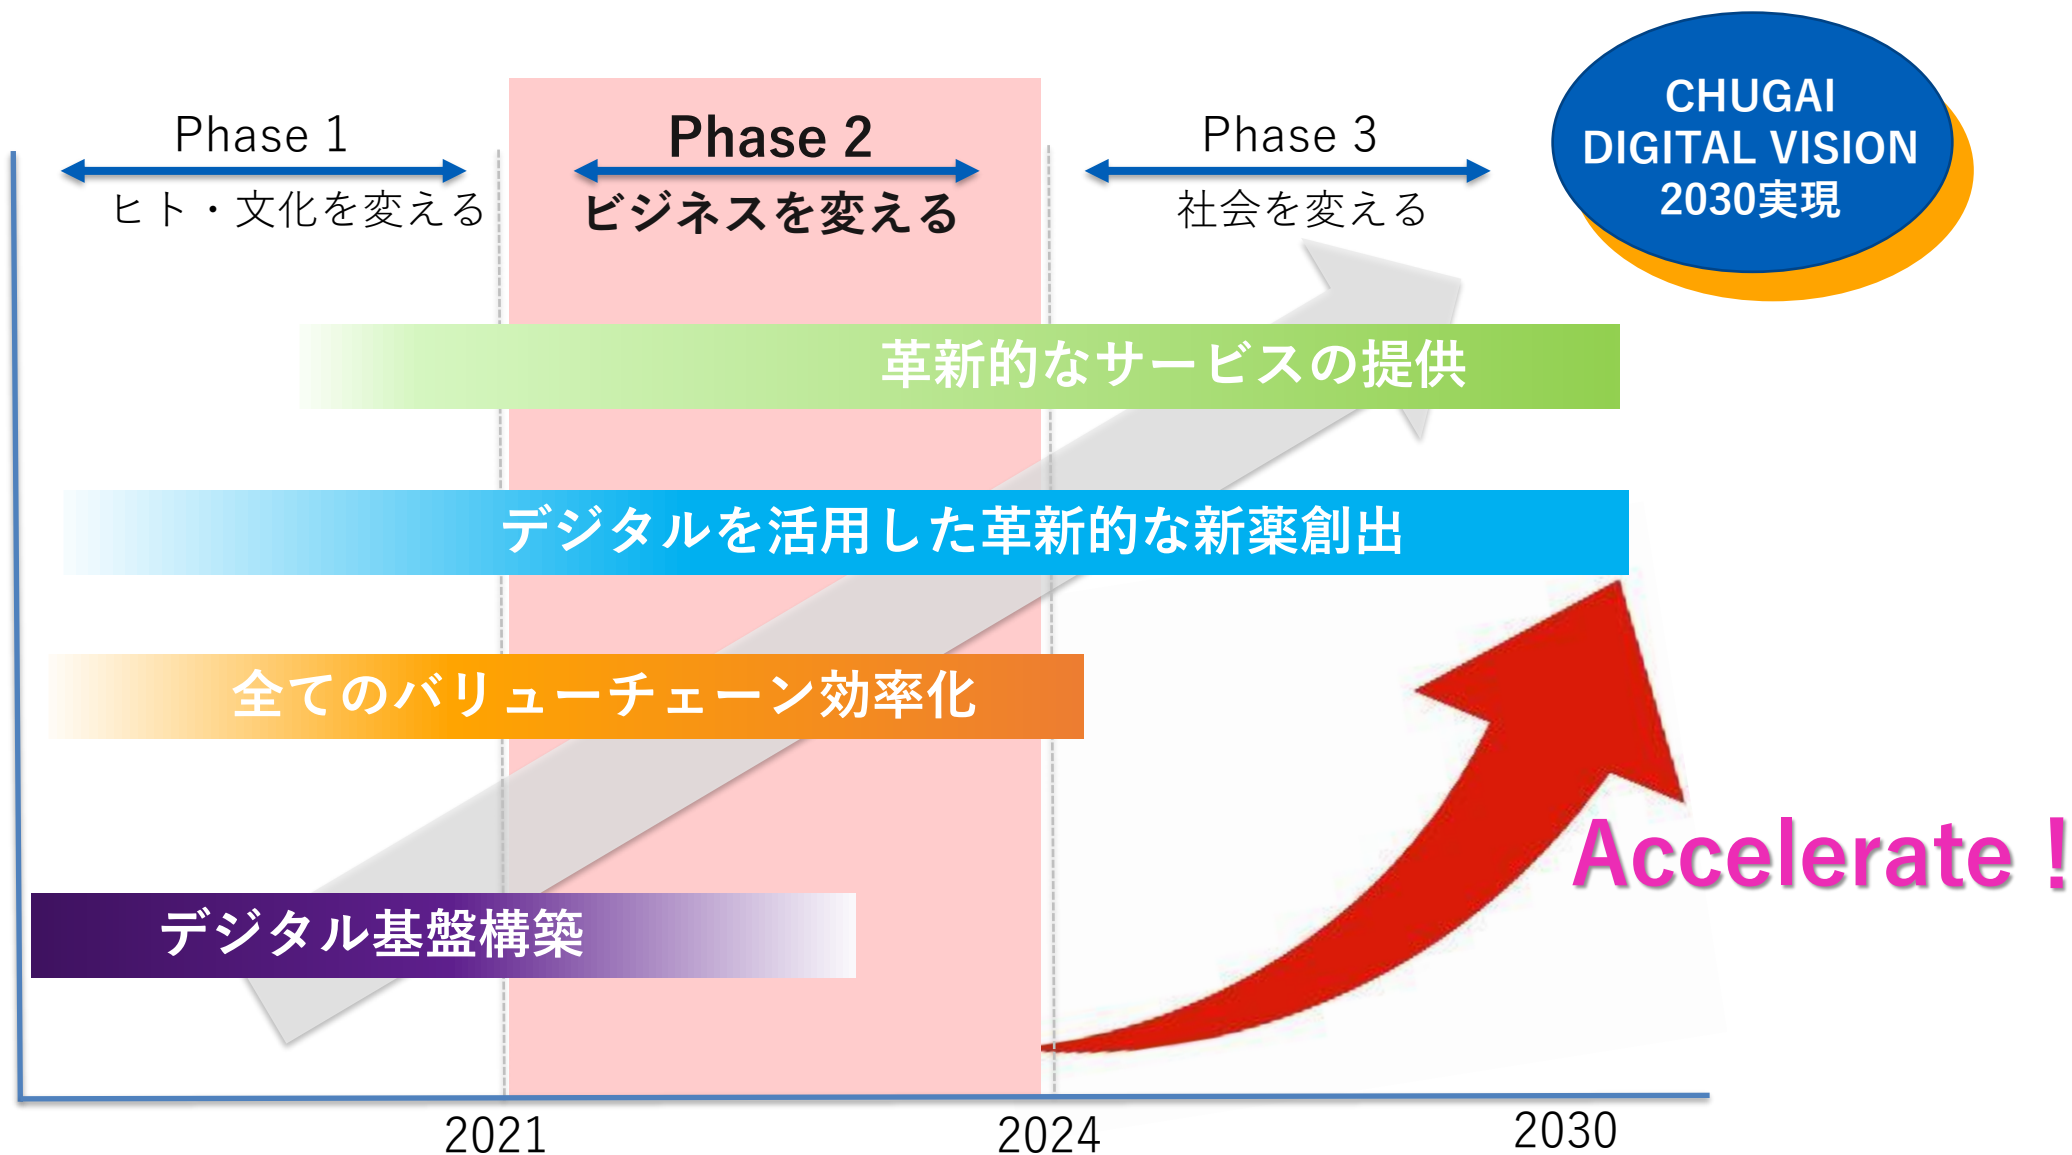 CHUGAI
DIGITAL VISION
2030実現
Phase 1
ヒト・文化を変える
Phase 2
ビジネスを変える
Phase 3
社会を変える
革新的なサービスの提供
デジタルを活用した革新的な新薬創出
全てのバリューチェーン効率化
デジタル基盤構築
Accelerate！
2021
2024
2030